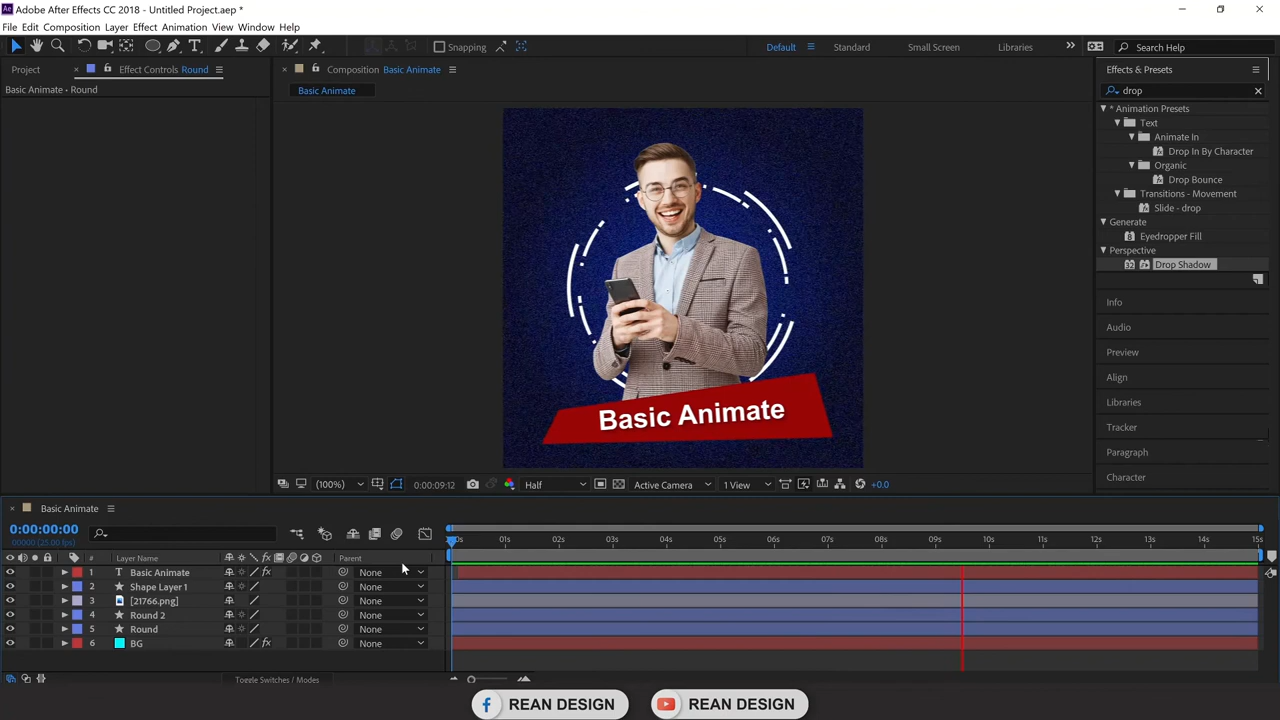 Adobe After Effects CC 2018 - Untitled Project.aep *
File Edit Composition Layer Effect Animation View Window Help
Snapping
Default
Standard
Small Screen
Libraries
Search Help
Project
Effect Controls Round
Composition Basic Animate
Effects & Presets
Basic Animate • Round
Basic Animate
drop
* Animation Presets
Text
Animate In
Drop In By Character
Organic
Drop Bounce
Transitions - Movement
Slide - drop
Generate
Eyedropper Fill
Perspective
Drop Shadow
Info
Audio
Preview
Align
Libraries
Tracker
Paragraph
Character
Basic Animate
(100%)
0:00:09:12
Half
Active Camera
1 View
+0.0
Basic Animate
0:00:00:00
00000 (25.00 fps)
01s 02s 03s 04s 05s 06s 07s 08s 09s 10s 11s 12s 13s 14s 15s
# Layer Name Parent
1 T Basic Animate None
2 Shape Layer 1 None
3 [21766.png] None
4 Round 2 None
5 Round None
6 BG None
Toggle Switches / Modes
REAN DESIGN
REAN DESIGN